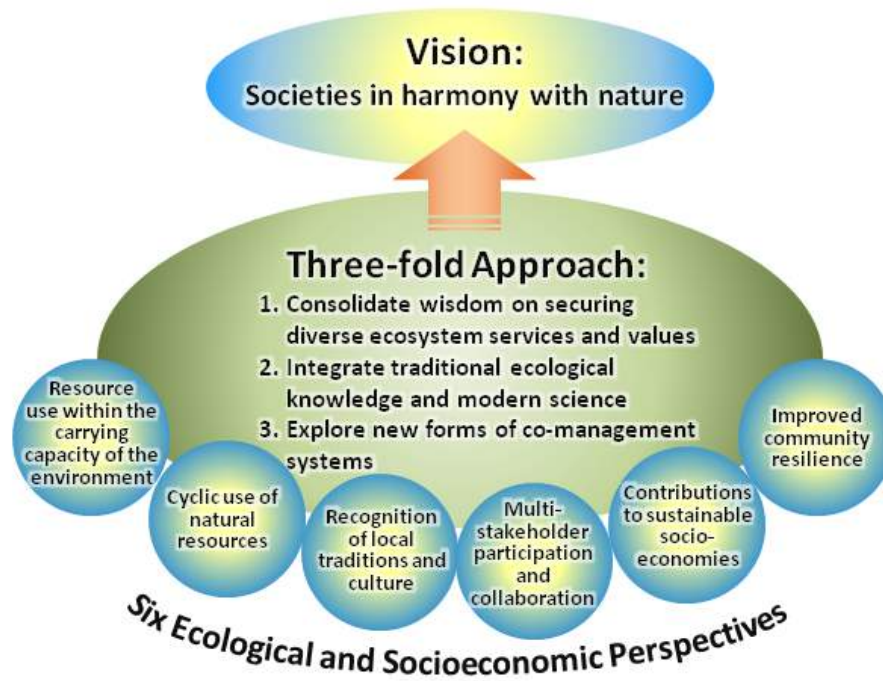 Vision:
Societies in harmony with nature
Three-fold Approach:
1. Consolidate wisdom on securing
diverse ecosystem services and values
2. Integrate traditional ecological
knowledge and modern science
3. Explore new forms of co-management
systems
Resource
use within the
carrying
capacity of the
environment
Cyclic use of
natural
resources
Recognition
of local
traditions and
culture
Multi-
stakeholder
participation
and
collaboration
Contributions
to sustainable
socio-
economies
Improved
community
resilience
Six Ecological and Socioeconomic Perspectives